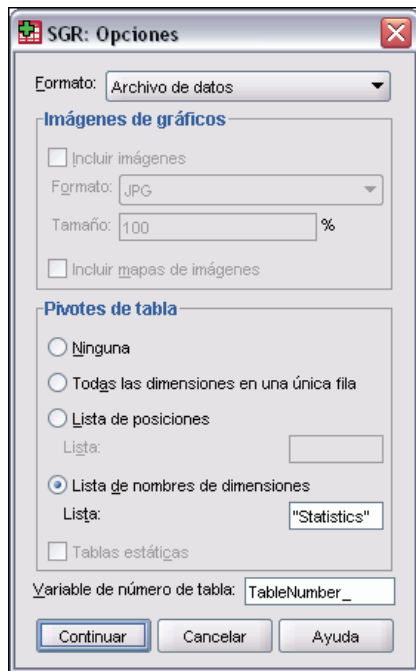 SGR: Opciones
Formato: Archivo de datos
Imágenes de gráficos
Incluir imágenes
Formato: JPG
Tamaño: 100 %
Incluir mapas de imágenes
Pivotes de tabla
Ninguna
Todas las dimensiones en una única fila
Lista de posiciones
Lista:
Lista de nombres de dimensiones
Lista: "Statistics"
Tablas estáticas
Variable de número de tabla: TableNumber_
Continuar Cancelar Ayuda